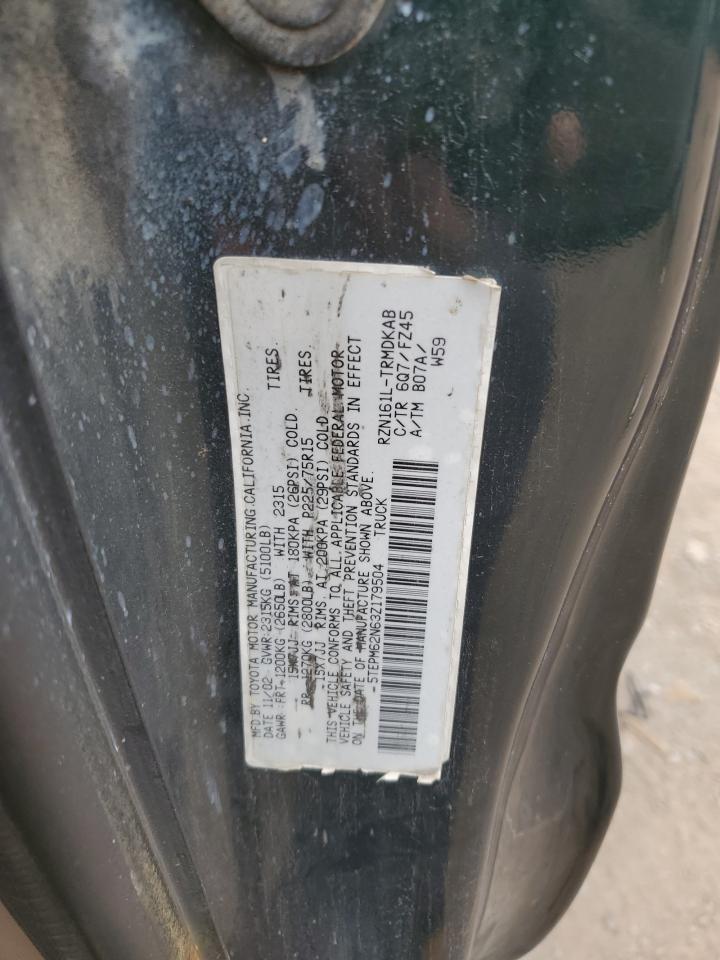 MFD BY TOYOTA MOTOR MANUFACTURING CALIFORNIA INC.
DATE 11/02 GVWR 2315KG (5100LB)
GAWR FRT 1200KG (2650LB) WITH 2315 TIRES.
15X7JJ RIMS AT 180KPA (26PSI) COLD.
RR 1270KG (2800LB) WITH P225/75R15 TIRES.
15X7JJ RIMS AT 200KPA (29PSI) COLD.
THIS VEHICLE CONFORMS TO ALL APPLICABLE FEDERAL MOTOR
VEHICLE SAFETY AND THEFT PREVENTION STANDARDS IN EFFECT
ON THE DATE OF MANUFACTURE SHOWN ABOVE.
5TEPM62N63Z179504 TRUCK RZN161L-TRMDKAB
C/TR 6Q7/FZ45
A/TM B07A/
W59